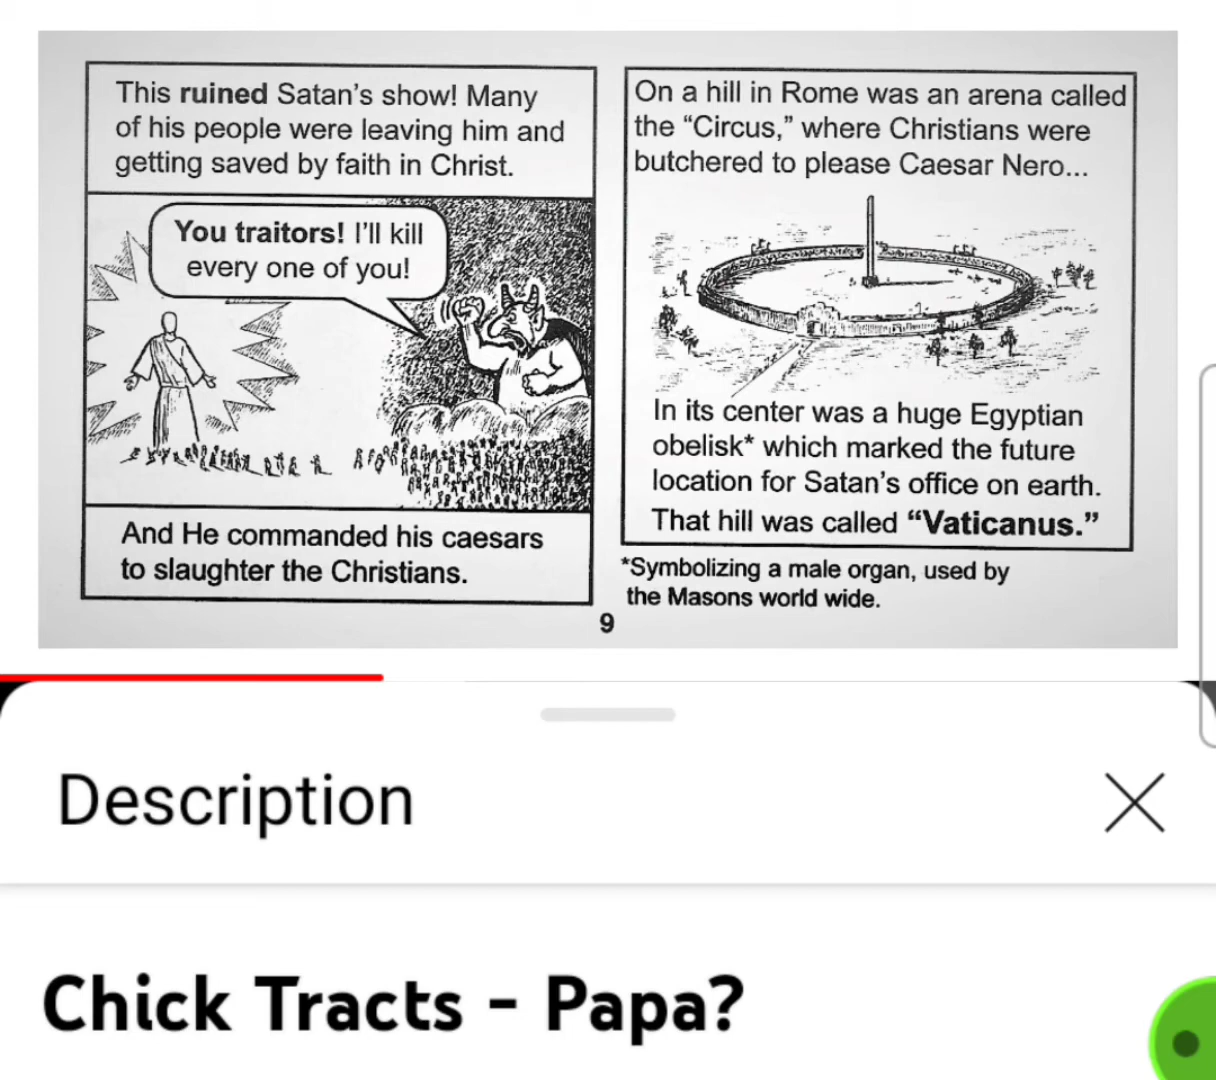 This ruined Satan's show! Many
of his people were leaving him and
getting saved by faith in Christ.
You traitors! I'll kill
every one of you!
And He commanded his caesars
to slaughter the Christians.
On a hill in Rome was an arena called
the “Circus,” where Christians were
butchered to please Caesar Nero...
In its center was a huge Egyptian
obelisk* which marked the future
location for Satan's office on earth.
That hill was called “Vaticanus.”
*Symbolizing a male organ, used by
the Masons world wide.
9
Description
Chick Tracts - Papa?